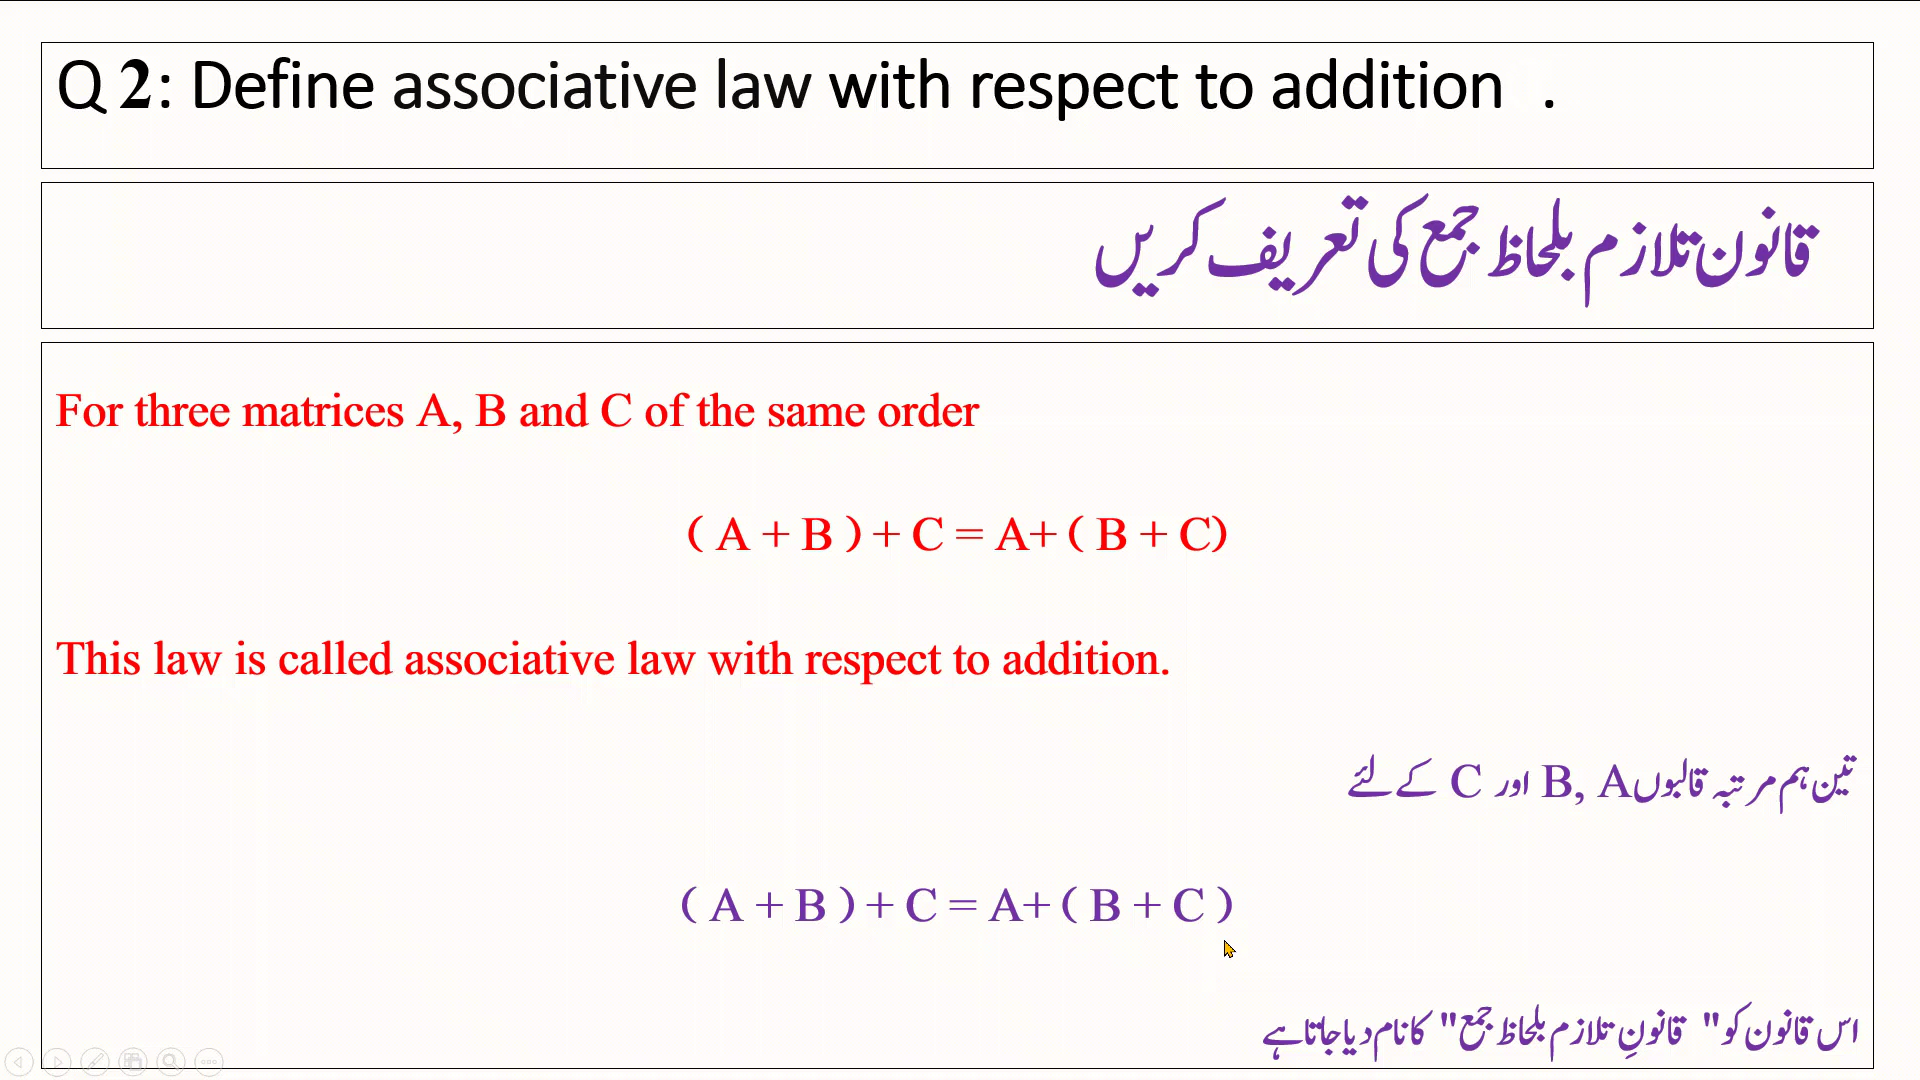 Q 2: Define associative law with respect to addition .
قانون تلازم بلحاظ جمع کی تعریف کریں
For three matrices A, B and C of the same order
( A + B ) + C = A+ ( B + C)
This law is called associative law with respect to addition.
تین ہم مرتبہ قالبوں B, A اور C کے لئے
( A + B ) + C = A+ ( B + C )
اس قانون کو " قانونِ تلازم بلحاظ جمع" کا نام دیا جاتا ہے